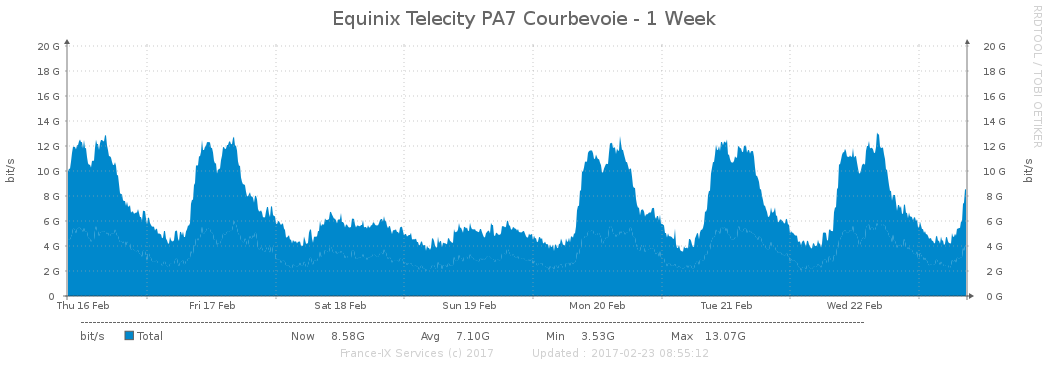 Equinix Telecity PA7 Courbevoie - 1 Week
RRDTOOL / TOBI OETIKER
bit/s
20 G 20 G
18 G 18 G
16 G 16 G
14 G 14 G
12 G 12 G
10 G 10 G
8 G 8 G
6 G 6 G
4 G 4 G
2 G 2 G
0 0 G
bit/s
Thu 16 Feb Fri 17 Feb Sat 18 Feb Sun 19 Feb Mon 20 Feb Tue 21 Feb Wed 22 Feb
bit/s Total Now 8.58G Avg 7.10G Min 3.53G Max 13.07G
France-IX Services (c) 2017 Updated : 2017-02-23 08:55:12